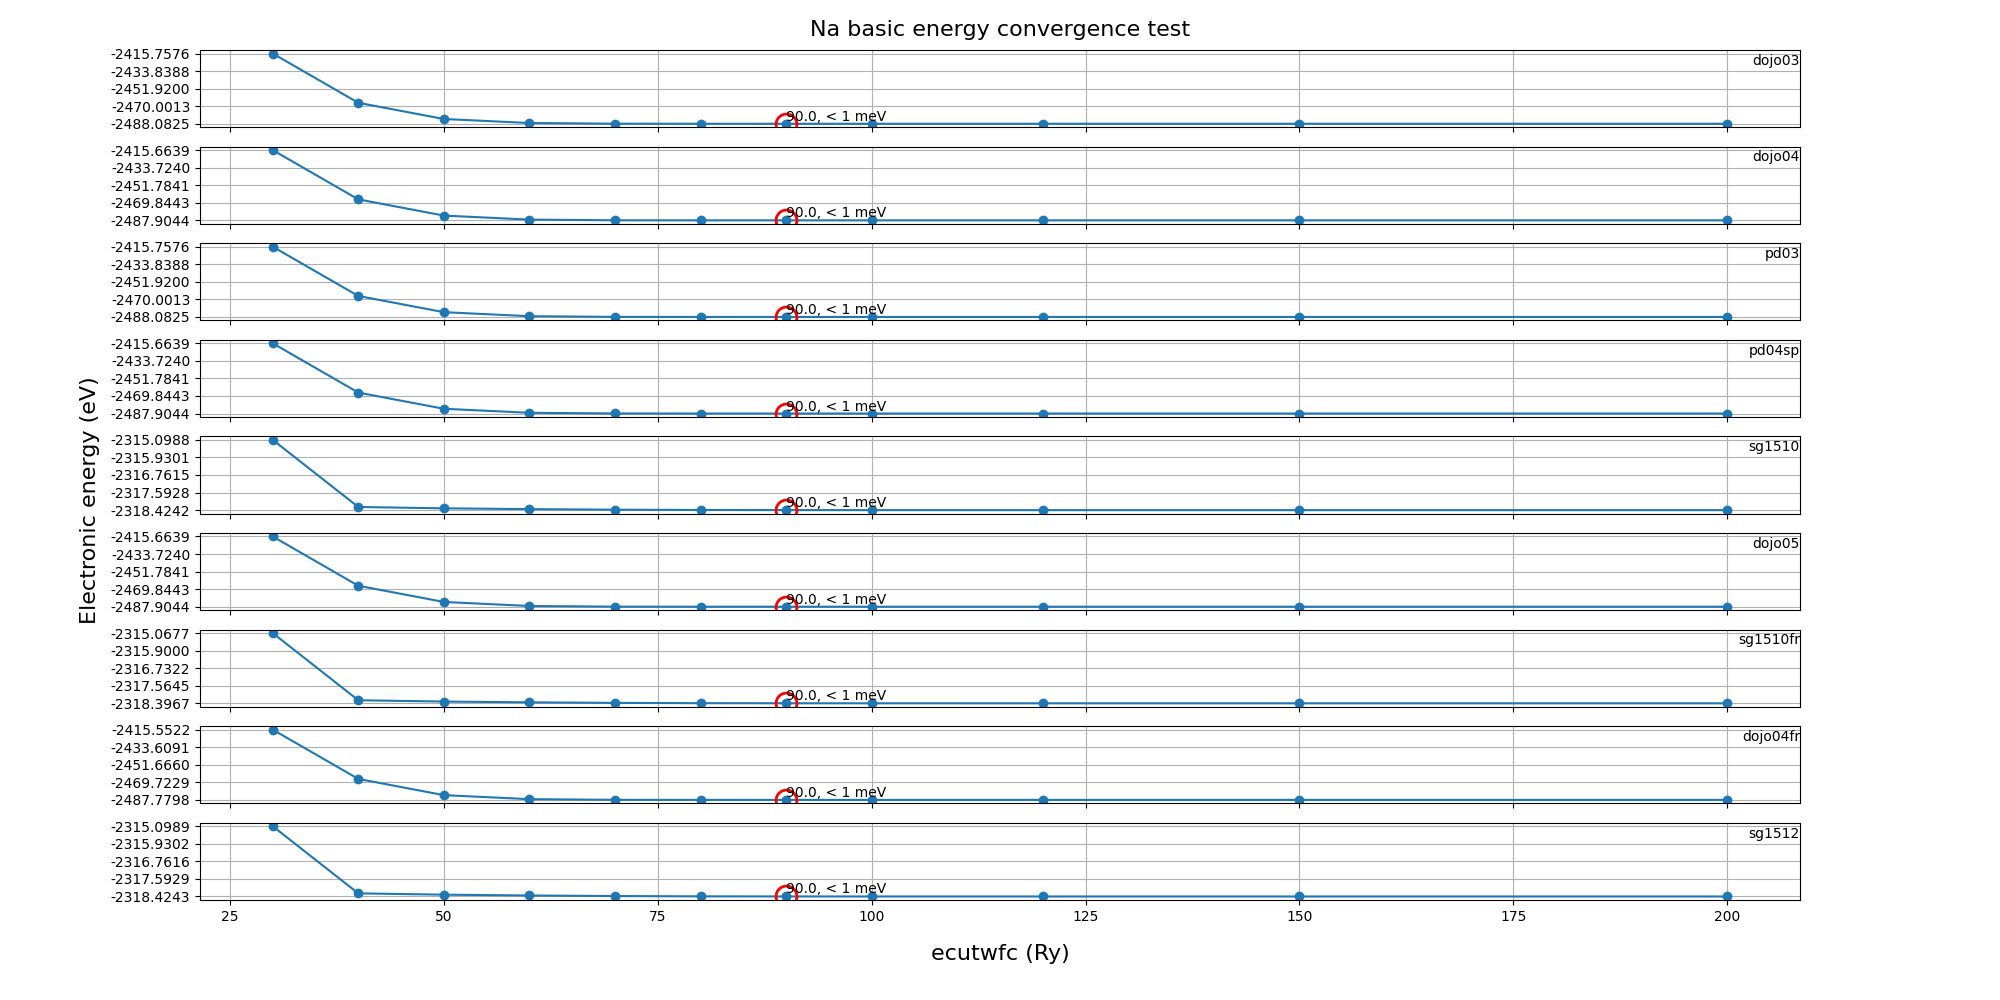 Na basic energy convergence test
Electronic energy (eV)
-2415.7576
dojo03
-2433.8388
-2451.9200
-2470.0013
90.0, < 1 meV
-2488.0825
-2415.6639
dojo04
-2433.7240
-2451.7841
-2469.8443
90.0, < 1 meV
-2487.9044
-2415.7576
pd03
-2433.8388
-2451.9200
-2470.0013
90.0, < 1 meV
-2488.0825
-2415.6639
pd04sp
-2433.7240
-2451.7841
-2469.8443
90.0, < 1 meV
-2487.9044
-2315.0988
sg1510
-2315.9301
-2316.7615
-2317.5928
90.0, < 1 meV
-2318.4242
-2415.6639
dojo05
-2433.7240
-2451.7841
-2469.8443
90.0, < 1 meV
-2487.9044
-2315.0677
sg1510fr
-2315.9000
-2316.7322
-2317.5645
90.0, < 1 meV
-2318.3967
-2415.5522
dojo04fr
-2433.6091
-2451.6660
-2469.7229
90.0, < 1 meV
-2487.7798
-2315.0989
sg1512
-2315.9302
-2316.7616
-2317.5929
90.0, < 1 meV
-2318.4243
25 50 75 100 125 150 175 200
ecutwfc (Ry)